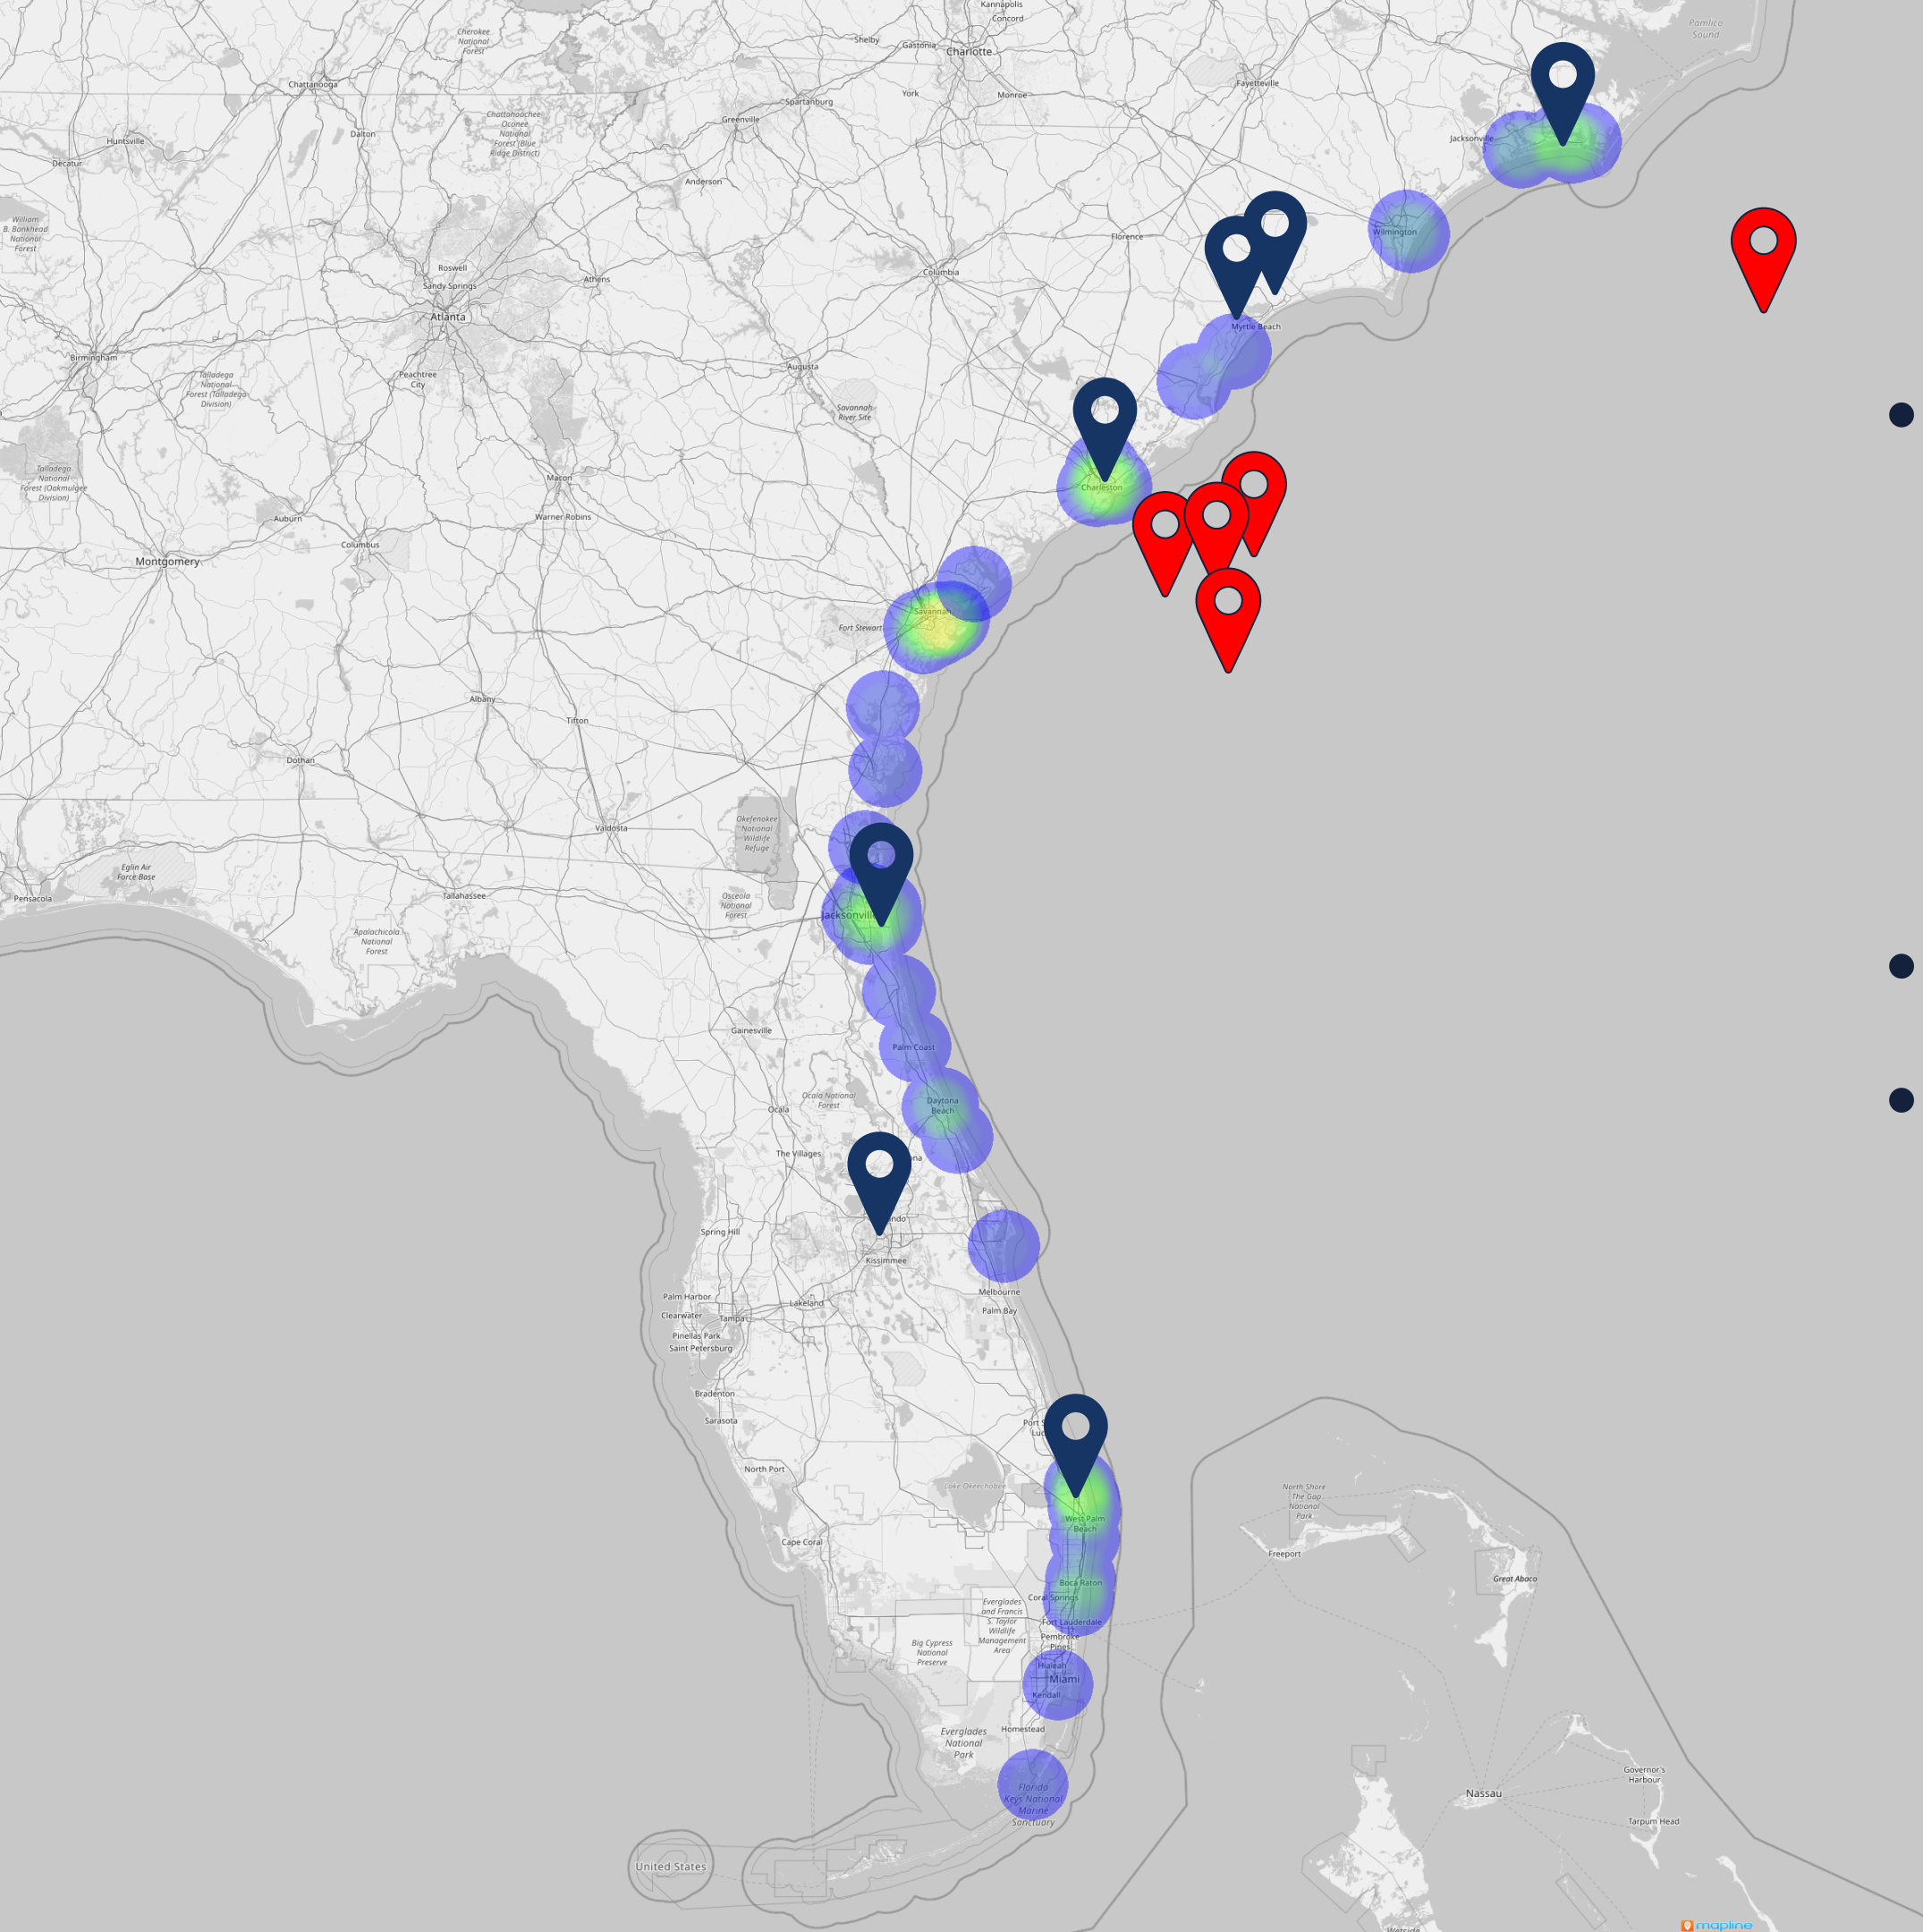 Kannapolis
Concord
Cherokee
National
Forest
Shelby
Gastonia
Charlotte
Pamlico
Sound
Chattanooga
Fayetteville
York
Monroe
Spartanburg
Greenville
Chattahoochee
Oconee
National
Forest (Blue
Ridge District)
Dalton
Huntsville
Decatur
Jacksonville
Anderson
William
B. Bankhead
National
Forest
Wilmington
Florence
Roswell
Sandy Springs
Athens
Columbia
Atlanta
Myrtle Beach
Birmingham
Augusta
Peachtree
City
Talladega
National
Forest (Talladega
Division)
Savannah
River Site
Talladega
National
Forest (Oakmulgee
Division)
Macon
Charleston
Auburn
Warner Robins
Columbus
Montgomery
Savannah
Fort Stewart
Albany
Tifton
Dothan
Okefenokee
National
Wildlife
Refuge
Valdosta
Eglin Air
Force Base
Pensacola
Tallahassee
Osceola
National
Forest
Jacksonville
Apalachicola
National
Forest
Gainesville
Palm Coast
Ocala National
Forest
Daytona
Beach
Ocala
The Villages
ona
ando
Spring Hill
Kissimmee
Melbourne
Palm Bay
Palm Harbor
Lakeland
Clearwater
Tampa
Pinellas Park
Saint Petersburg
Bradenton
Sarasota
Port S
Luc
North Port
Lake Okeechobee
North Shore
The Gap
National
Park
West Palm
Beach
Cape Coral
Freeport
Great Abaco
Boca Raton
Coral Springs
Everglades
and Francis
S. Taylor
Wildlife
Management
Area
Fort Lauderdale
Pembroke
Pines
Big Cypress
National
Preserve
Hialeah
Miami
Kendall
Homestead
Everglades
National
Park
Governor's
Harbour
Nassau
Florida
Keys National
Marine
Sanctuary
Tarpum Head
United States
mapline